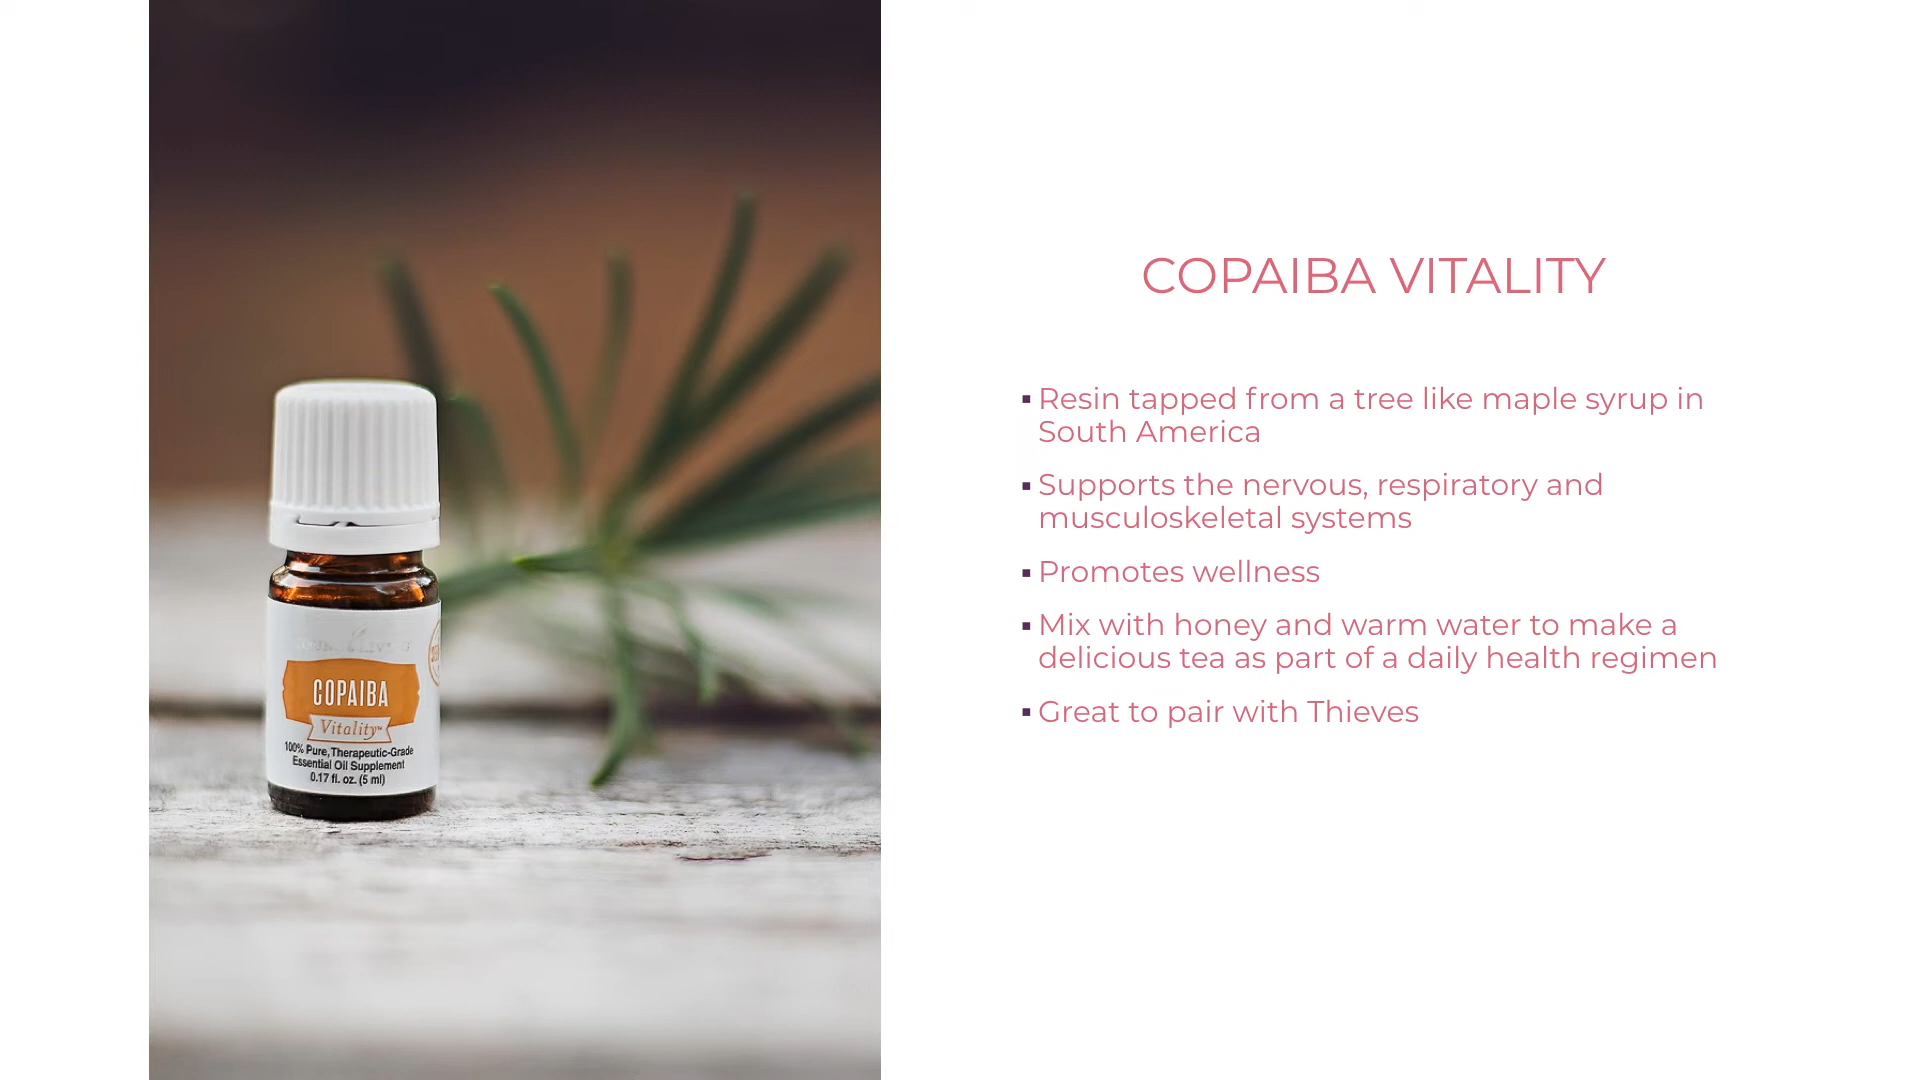 COPAIBA VITALITY
▪ Resin tapped from a tree like maple syrup in
South America
▪ Supports the nervous, respiratory and
musculoskeletal systems
▪ Promotes wellness
▪ Mix with honey and warm water to make a
delicious tea as part of a daily health regimen
▪ Great to pair with Thieves
COPAIBA
Vitality™
100% Pure, Therapeutic-Grade
Essential Oil Supplement
0.17 fl. oz. (5 ml)